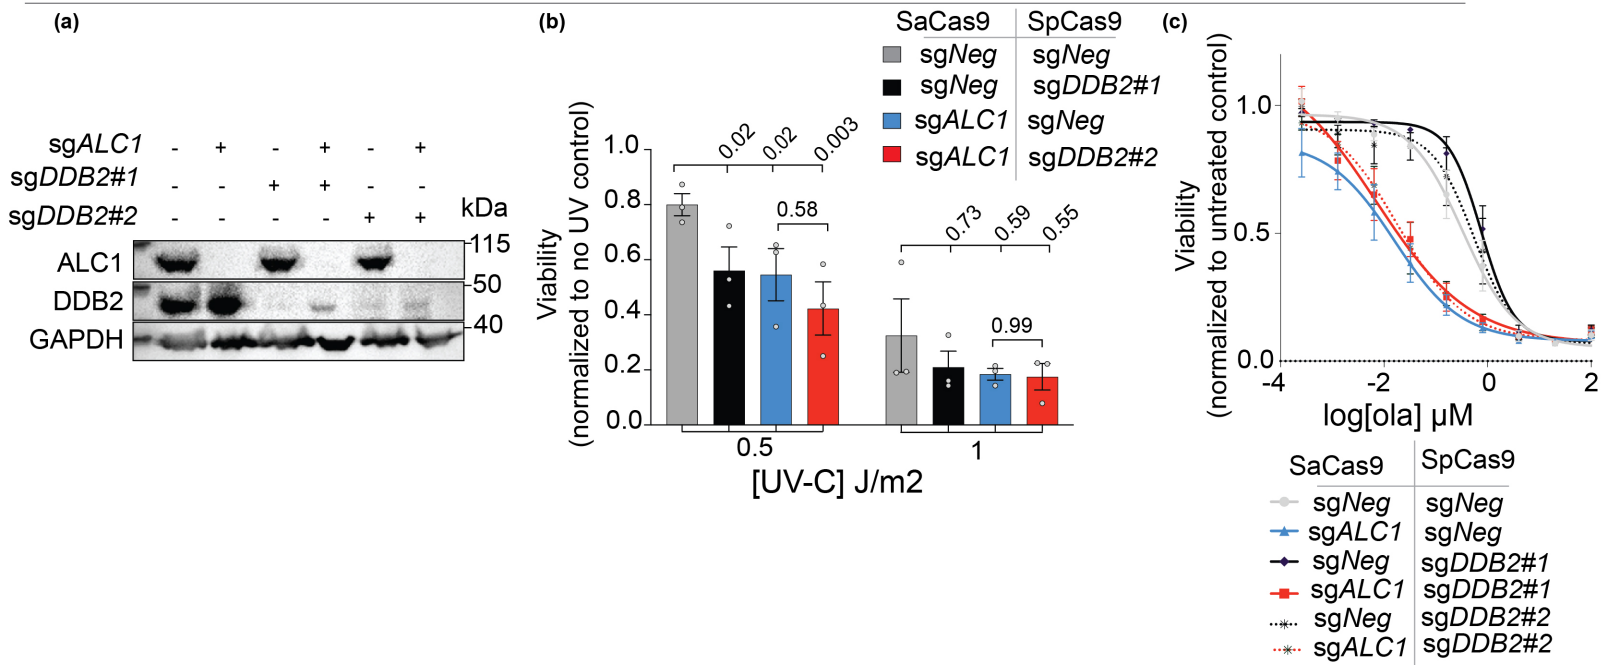 (a)
sgALC1 - + - + - +
sgDDB2#1 - - + + - -
sgDDB2#2 - - - - + +
kDa
ALC1
115
DDB2
50
GAPDH
40
(b)
SaCas9 SpCas9
sgNeg sgNeg
sgNeg sgDDB2#1
sgALC1 sgNeg
sgALC1 sgDDB2#2
Viability
(normalized to no UV control)
1.0
0.8
0.6
0.4
0.2
0.0
0.02 0.02 0.003
0.58
0.73 0.59 0.55
0.99
0.5 1
[UV-C] J/m2
(c)
Viability
(normalized to untreated control)
1.0
0.5
0.0
-4 -2 0 2
log[ola] µM
SaCas9 SpCas9
sgNeg sgNeg
sgALC1 sgNeg
sgNeg sgDDB2#1
sgALC1 sgDDB2#1
sgNeg sgDDB2#2
sgALC1 sgDDB2#2